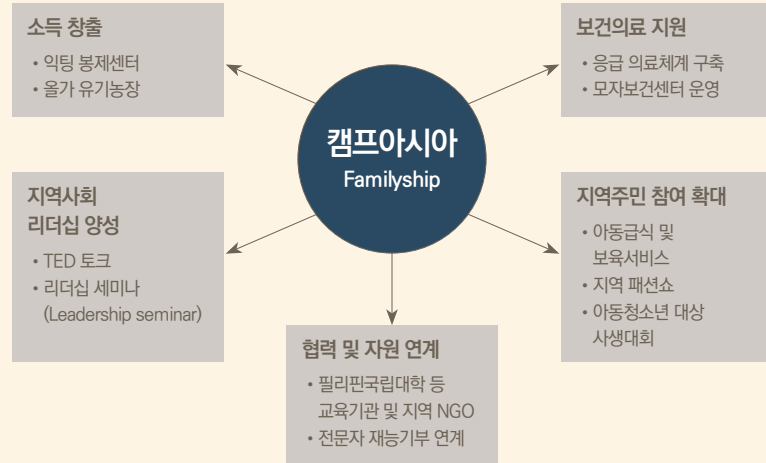 소득 창출
• 익팅 봉제센터
• 올가 유기농장
보건의료 지원
• 응급 의료체계 구축
• 모자보건센터 운영
캠프아시아
Familyship
지역사회
리더십 양성
• TED 토크
• 리더십 세미나
(Leadership seminar)
지역주민 참여 확대
• 아동급식 및
보육서비스
• 지역 패션쇼
• 아동청소년 대상
사생대회
협력 및 자원 연계
• 필리핀국립대학 등
교육기관 및 지역 NGO
• 전문자 재능기부 연계